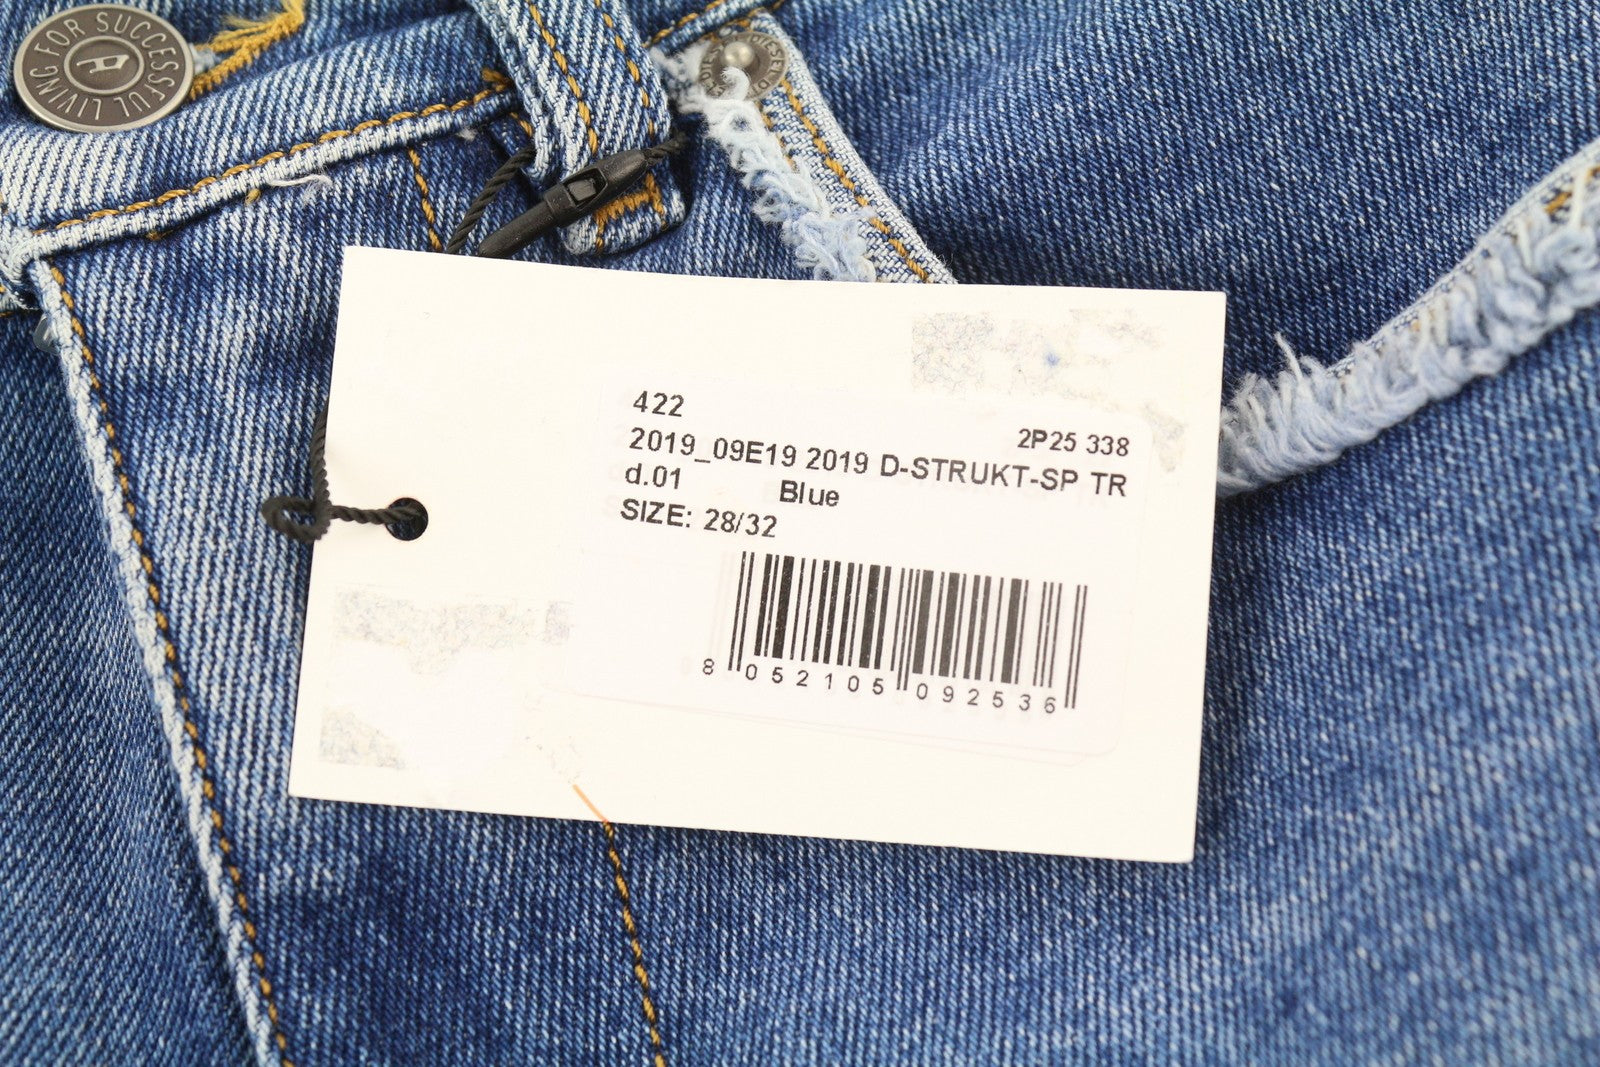 FOR SUCCESSFUL LIVING
D
DIESEL
422
2P25 338
2019_09E19 2019 D-STRUKT-SP TR
d.01 Blue
SIZE: 28/32
8 052105 092536